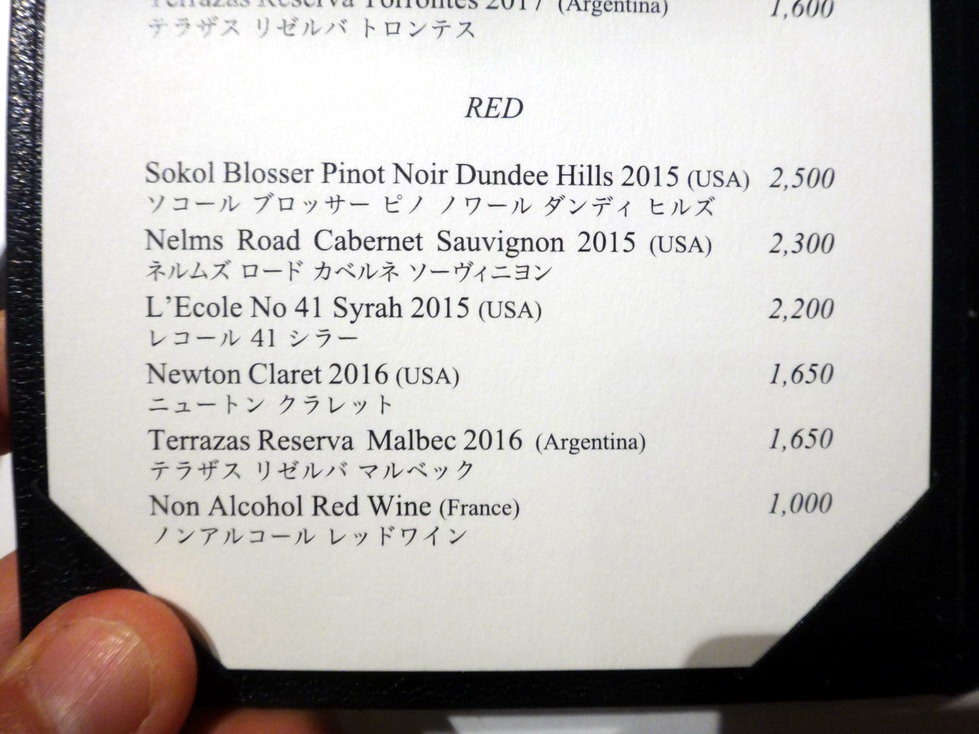 Terrazas Reserva Torrontes 2017 (Argentina) 1,600
テラザス リゼルバ トロンテス
RED
Sokol Blosser Pinot Noir Dundee Hills 2015 (USA) 2,500
ソコール ブロッサー ピノ ノワール ダンディ ヒルズ
Nelms Road Cabernet Sauvignon 2015 (USA) 2,300
ネルムズ ロード カベルネ ソーヴィニヨン
L'Ecole No 41 Syrah 2015 (USA) 2,200
レコール 41 シラー
Newton Claret 2016 (USA) 1,650
ニュートン クラレット
Terrazas Reserva Malbec 2016 (Argentina) 1,650
テラザス リゼルバ マルベック
Non Alcohol Red Wine (France) 1,000
ノンアルコール レッドワイン